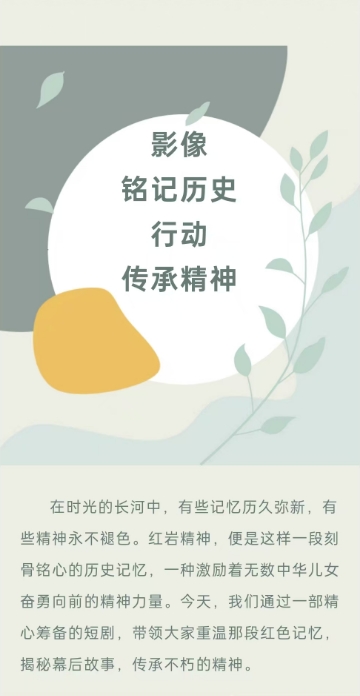 影像
铭记历史
行动
传承精神
在时光的长河中，有些记忆历久弥新，有
些精神永不褪色。红岩精神，便是这样一段刻
骨铭心的历史记忆，一种激励着无数中华儿女
奋勇向前的精神力量。今天，我们通过一部精
心筹备的短剧，带领大家重温那段红色记忆，
揭秘幕后故事，传承不朽的精神。